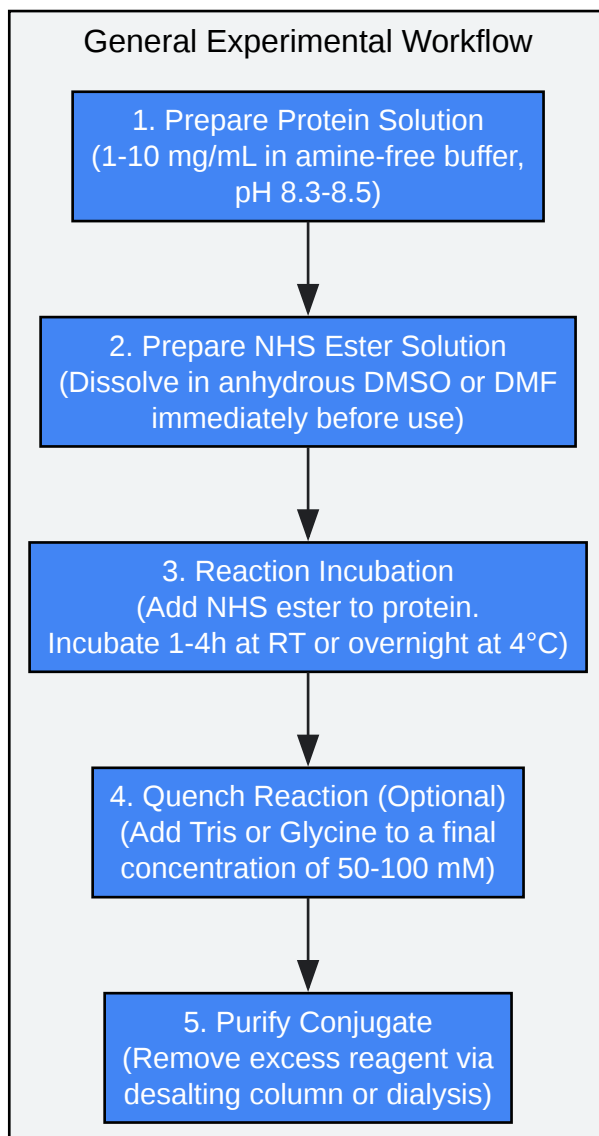 General Experimental Workflow
1. Prepare Protein Solution
(1-10 mg/mL in amine-free buffer,
pH 8.3-8.5)
2. Prepare NHS Ester Solution
(Dissolve in anhydrous DMSO or DMF
immediately before use)
3. Reaction Incubation
(Add NHS ester to protein.
Incubate 1-4h at RT or overnight at 4°C)
4. Quench Reaction (Optional)
(Add Tris or Glycine to a final
concentration of 50-100 mM)
5. Purify Conjugate
(Remove excess reagent via
desalting column or dialysis)